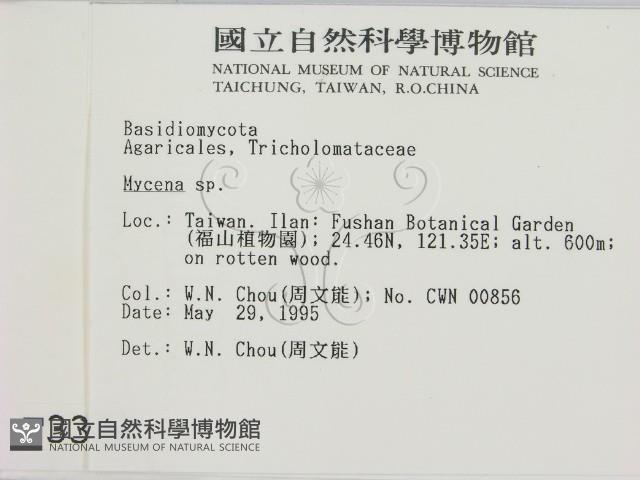 國立自然科學博物館
NATIONAL MUSEUM OF NATURAL SCIENCE
TAICHUNG, TAIWAN, R.O.CHINA
Basidiomycota
Agaricales, Tricholomataceae
Mycena sp.
Loc.: Taiwan. Ilan: Fushan Botanical Garden
(福山植物園); 24.46N, 121.35E; alt. 600m;
on rotten wood.
Col.: W.N. Chou(周文能); No. CWN 00856
Date: May 29, 1995
Det.: W.N. Chou(周文能)
國立自然科學博物館
NATIONAL MUSEUM OF NATURAL SCIENCE